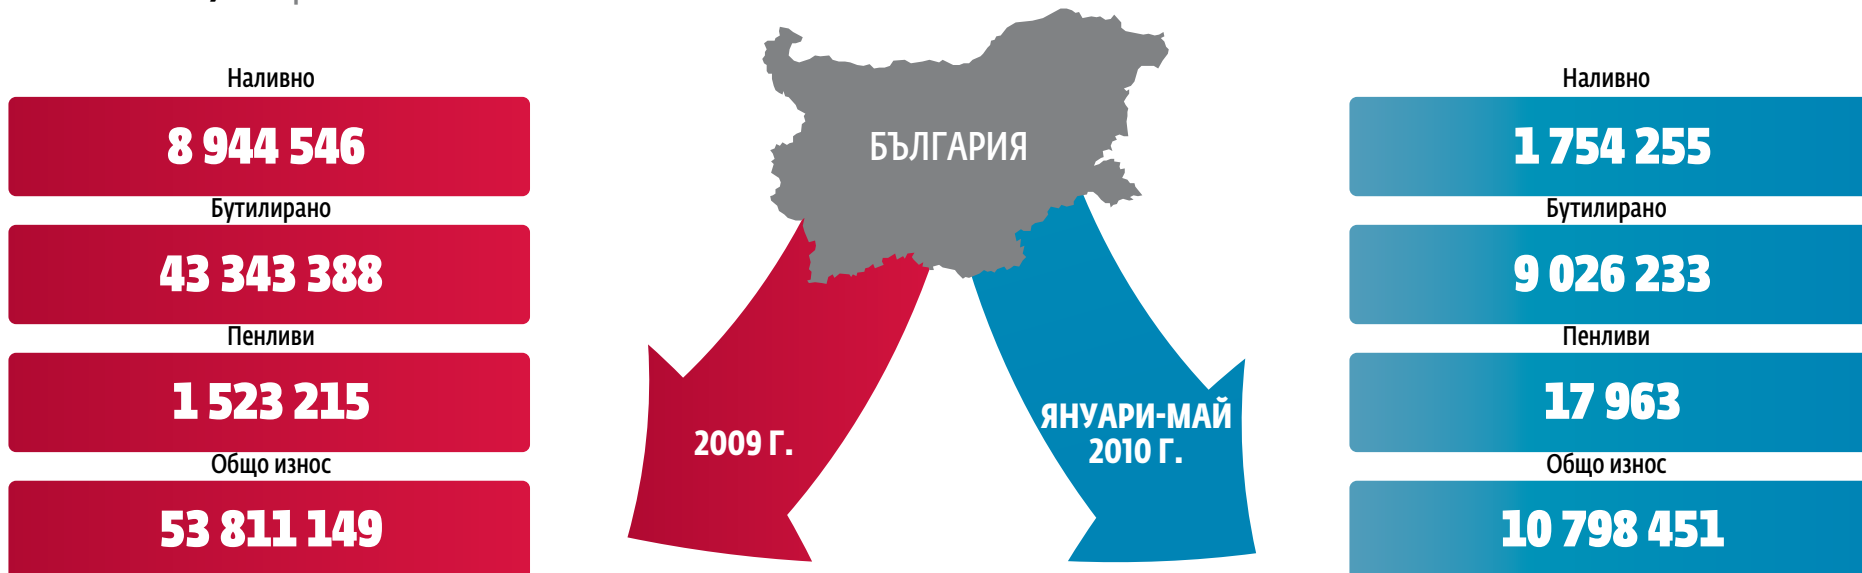 Наливно
8 944 546
Бутилирано
43 343 388
Пенливи
1 523 215
Общо износ
53 811 149
БЪЛГАРИЯ
2009 Г.
ЯНУАРИ-МАЙ
2010 Г.
Наливно
1 754 255
Бутилирано
9 026 233
Пенливи
17 963
Общо износ
10 798 451